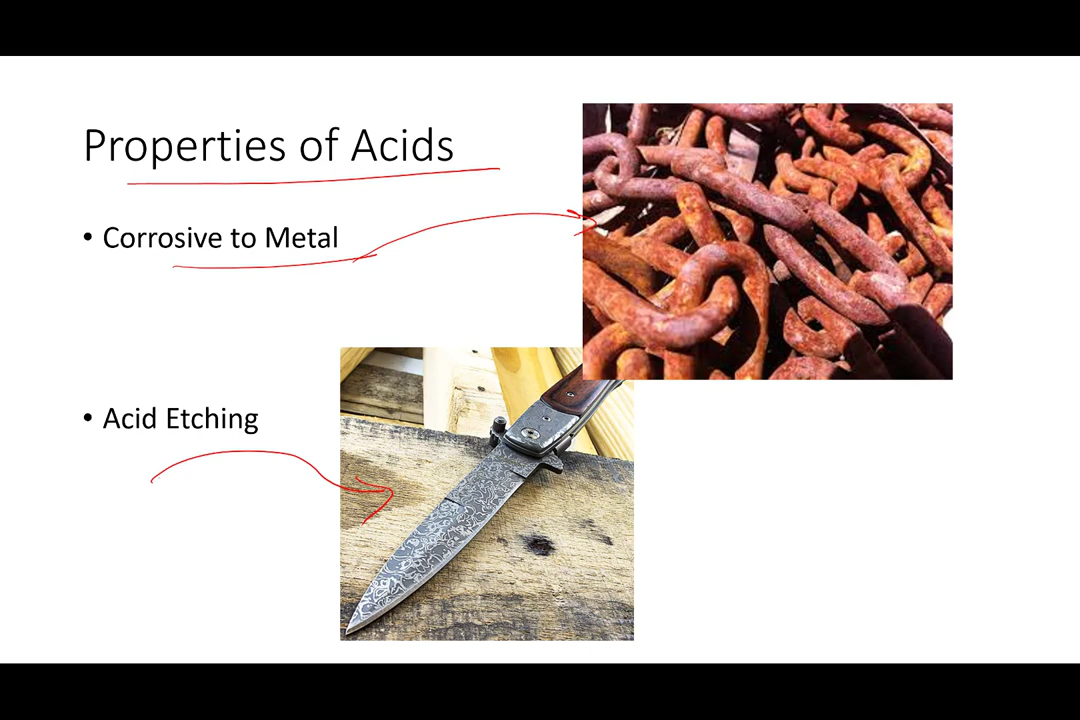 Properties of Acids
• Corrosive to Metal
• Acid Etching